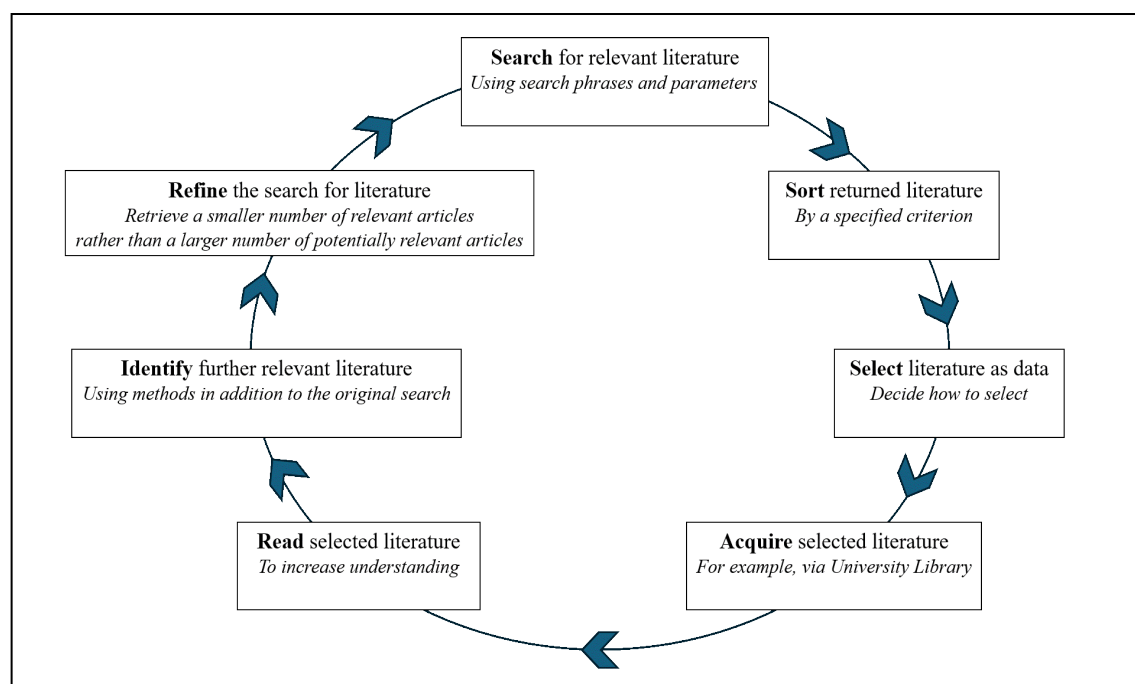 Search for relevant literature
Using search phrases and parameters
Sort returned literature
By a specified criterion
Select literature as data
Decide how to select
Acquire selected literature
For example, via University Library
Read selected literature
To increase understanding
Identify further relevant literature
Using methods in addition to the original search
Refine the search for literature
Retrieve a smaller number of relevant articles
rather than a larger number of potentially relevant articles